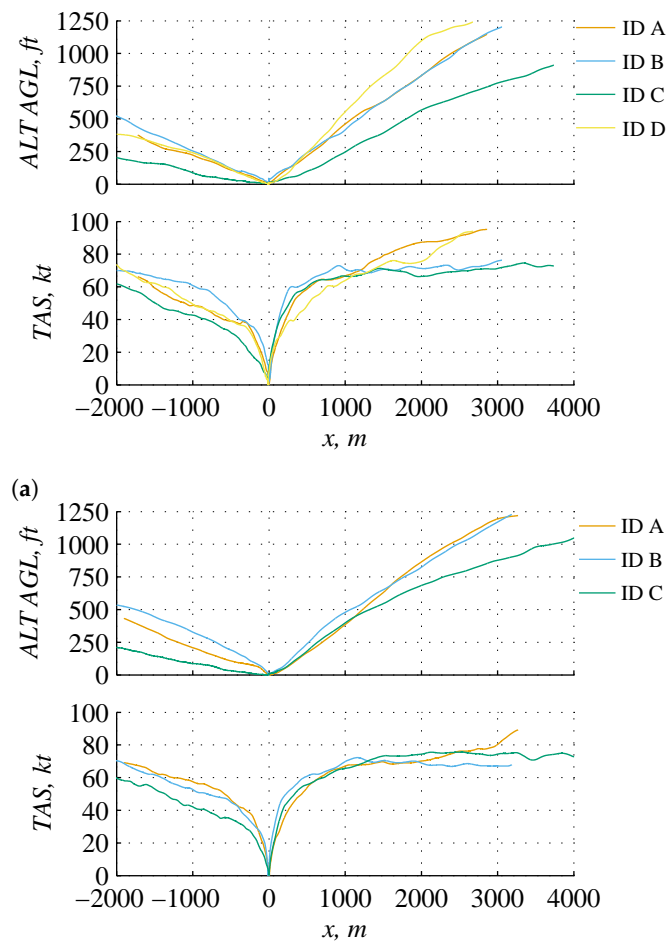 1250
1000
750
500
250
0
ALT AGL, ft
ID A
ID B
ID C
ID D
100
80
60
40
20
0
TAS, kt
−2000 −1000 0 1000 2000 3000 4000
x, m
(a)
1250
1000
750
500
250
0
ALT AGL, ft
ID A
ID B
ID C
100
80
60
40
20
0
TAS, kt
-2000 -1000 0 1000 2000 3000 4000
x, m